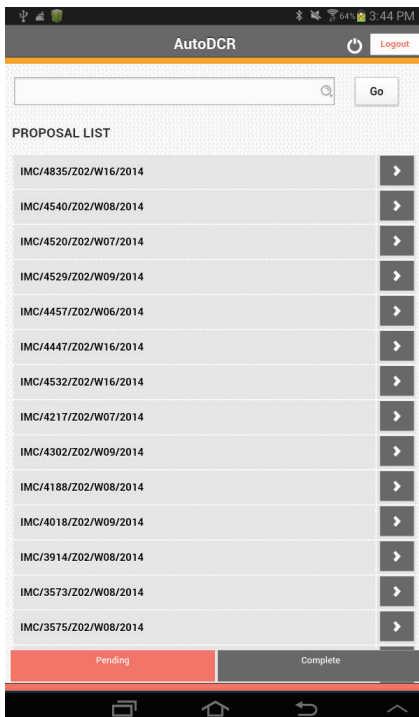 64% 3:44 PM
AutoDCR
Logout
Go
PROPOSAL LIST
IMC/4835/Z02/W16/2014
IMC/4540/Z02/W08/2014
IMC/4520/Z02/W07/2014
IMC/4529/Z02/W09/2014
IMC/4457/Z02/W06/2014
IMC/4447/Z02/W16/2014
IMC/4532/Z02/W16/2014
IMC/4217/Z02/W07/2014
IMC/4302/Z02/W09/2014
IMC/4188/Z02/W08/2014
IMC/4018/Z02/W09/2014
IMC/3914/Z02/W08/2014
IMC/3573/Z02/W08/2014
IMC/3575/Z02/W08/2014
Pending Complete